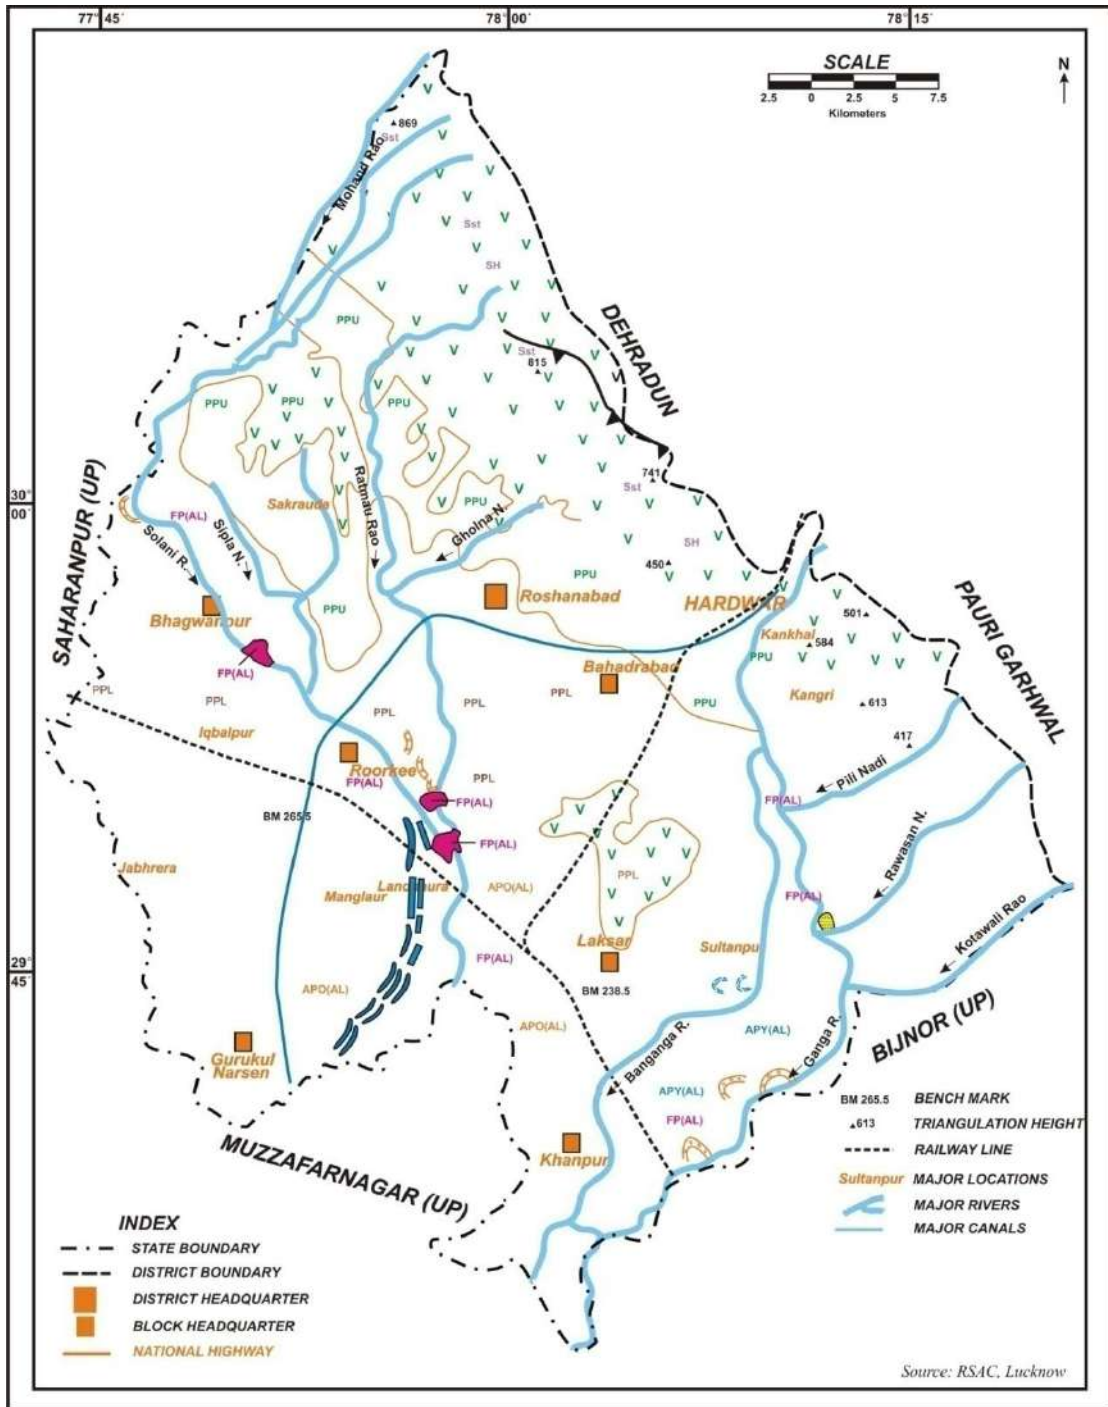 77° 45´
78° 00´
78° 15´
SCALE
2.5 0 2.5 5 7.5
Kilometers
N
869
Sst
Mohand Rao
Sst
SH
PPU
DEHRADUN
Sst
815
PPU
PPU
PPU
741
Sst
30°
00´
SAHARANPUR (UP)
Sakrauda
PPU
FP(AL)
Solani R.
Sipla N.
Ratmau Rao
Gholna N.
SH
450
PPU
PPU
Roshanabad
HARDWAR
PAURI GARHWAL
Bhagwanpur
501
Kankhal
584
PPU
FP(AL)
Bahadrabad
Kangri
PPL
PPL
PPL
PPL
PPL
PPU
613
Iqbalpur
417
Roorkee
FP(AL)
PPL
Pili Nadi
FP(AL)
FP(AL)
BM 265.5
FP(AL)
Rawasan N.
Jabhrera
Manglaur
Landhaura
APO(AL)
PPL
FP(AL)
Kotawali Rao
Laksar
Sultanpu
29°
45´
FP(AL)
APO(AL)
BM 238.5
APO(AL)
APY(AL)
BIJNOR (UP)
Banganga R.
Ganga R.
Gurukul
Narsen
APY(AL)
FP(AL)
MUZZAFARNAGAR (UP)
Khanpur
BM 265.5 BENCH MARK
613 TRIANGULATION HEIGHT
RAILWAY LINE
Sultanpur MAJOR LOCATIONS
MAJOR RIVERS
MAJOR CANALS
INDEX
STATE BOUNDARY
DISTRICT BOUNDARY
DISTRICT HEADQUARTER
BLOCK HEADQUARTER
NATIONAL HIGHWAY
Source: RSAC, Lucknow